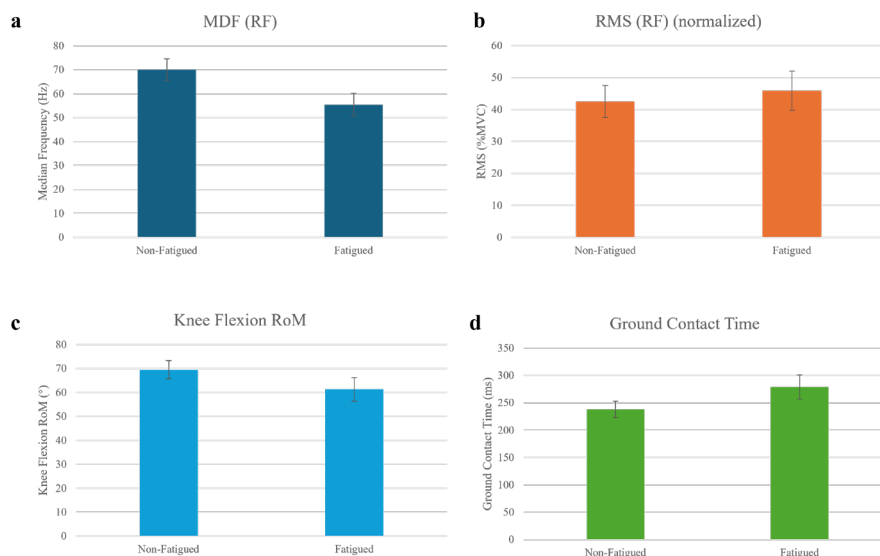 a
MDF (RF)
Median Frequency (Hz)
80
70
60
50
40
30
20
10
0
Non-Fatigued
Fatigued
b
RMS (RF) (normalized)
RMS (%MVC)
60
50
40
30
20
10
0
Non-Fatigued
Fatigued
c
Knee Flexion RoM
Knee Flexion RoM (°)
80
70
60
50
40
30
20
10
0
Non-Fatigued
Fatigued
d
Ground Contact Time
Ground Contact Time (ms)
350
300
250
200
150
100
50
0
Non-Fatigued
Fatigued